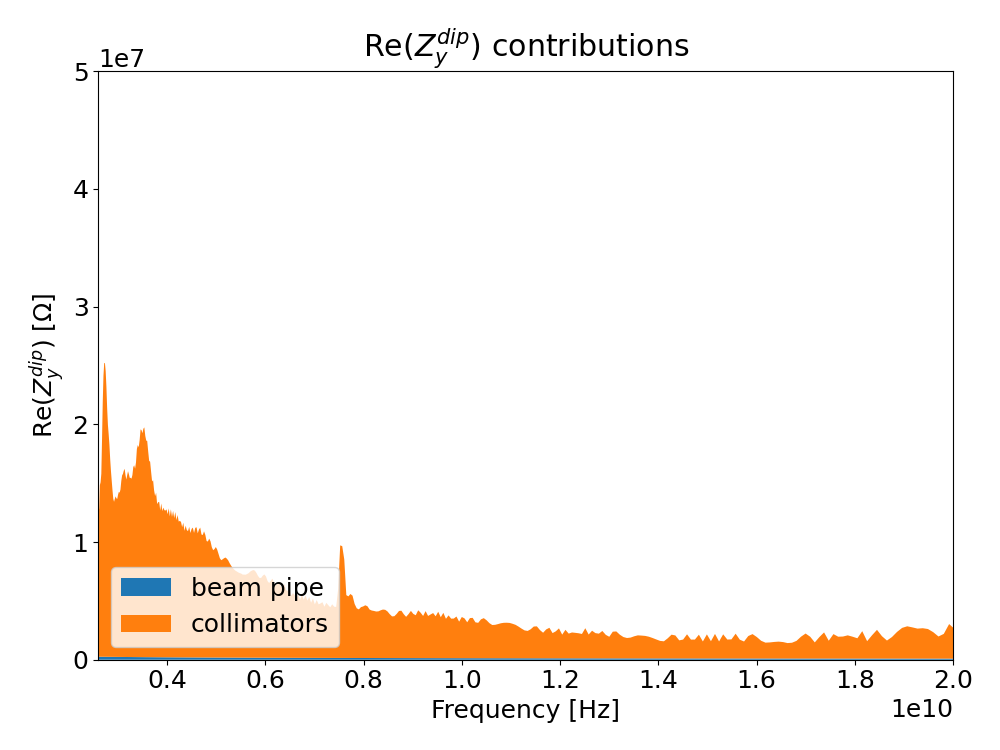 Re(Z_y^{dip}) contributions
1e7
5
4
3
2
1
0
Re(Z_y^{dip}) [Ω]
beam pipe
collimators
0.4 0.6 0.8 1.0 1.2 1.4 1.6 1.8 2.0
Frequency [Hz]
1e10